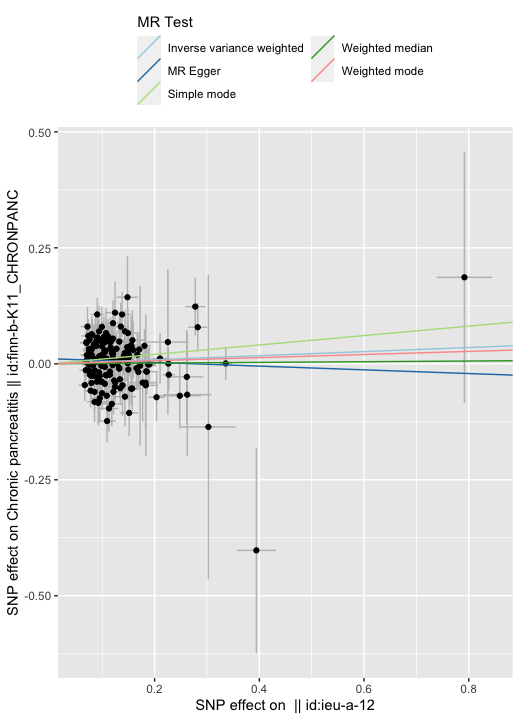 MR Test
Inverse variance weighted
Weighted median
MR Egger
Weighted mode
Simple mode
0.50
0.25
0.00
-0.25
-0.50
SNP effect on Chronic pancreatitis || id:finn-b-K11_CHRONPANC
0.2
0.4
0.6
0.8
SNP effect on  || id:ieu-a-12